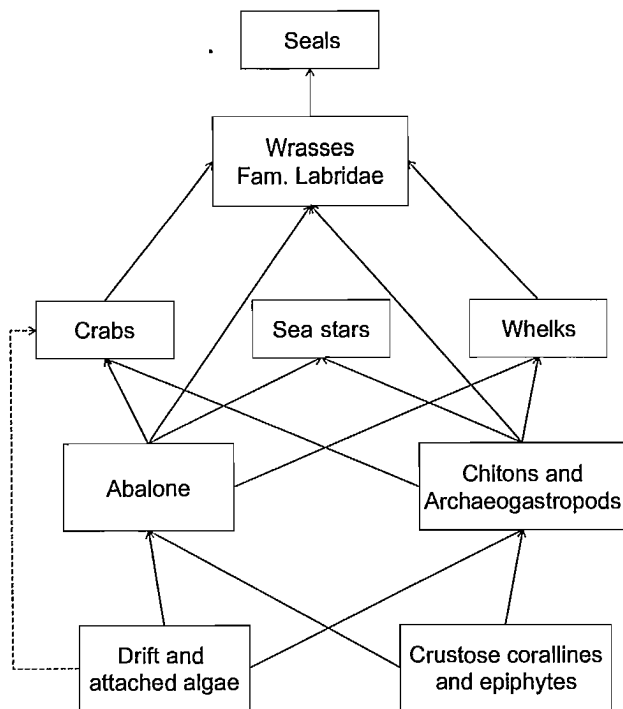 Seals
Wrasses
Fam. Labridae
Crabs
Sea stars
Whelks
Abalone
Chitons and
Archaeogastropods
Drift and
attached algae
Crustose corallines
and epiphytes